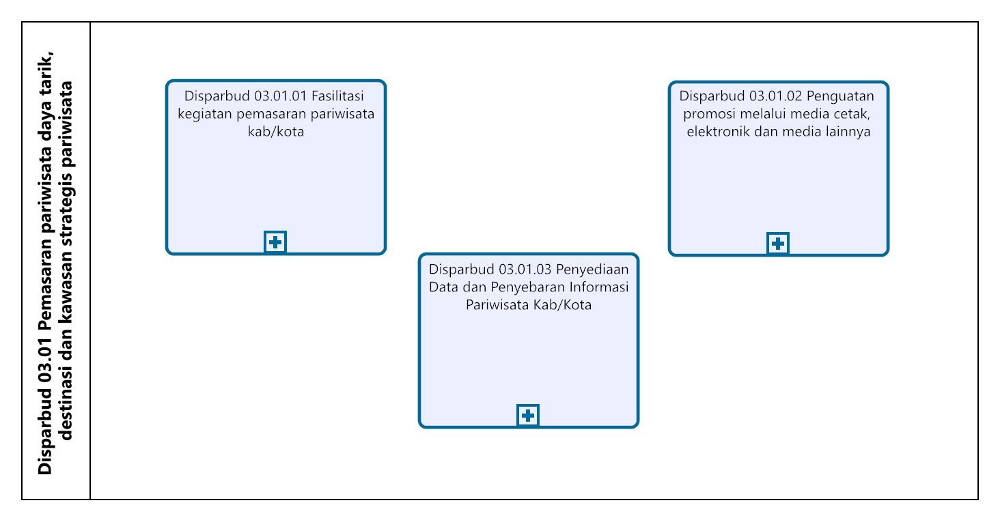 Disparbud 03.01 Pemasaran pariwisata daya tarik,
destinasi dan kawasan strategis pariwisata
Disparbud 03.01.01 Fasilitasi
kegiatan pemasaran pariwisata
kab/kota
Disparbud 03.01.02 Penguatan
promosi melalui media cetak,
elektronik dan media lainnya
Disparbud 03.01.03 Penyediaan
Data dan Penyebaran Informasi
Pariwisata Kab/Kota